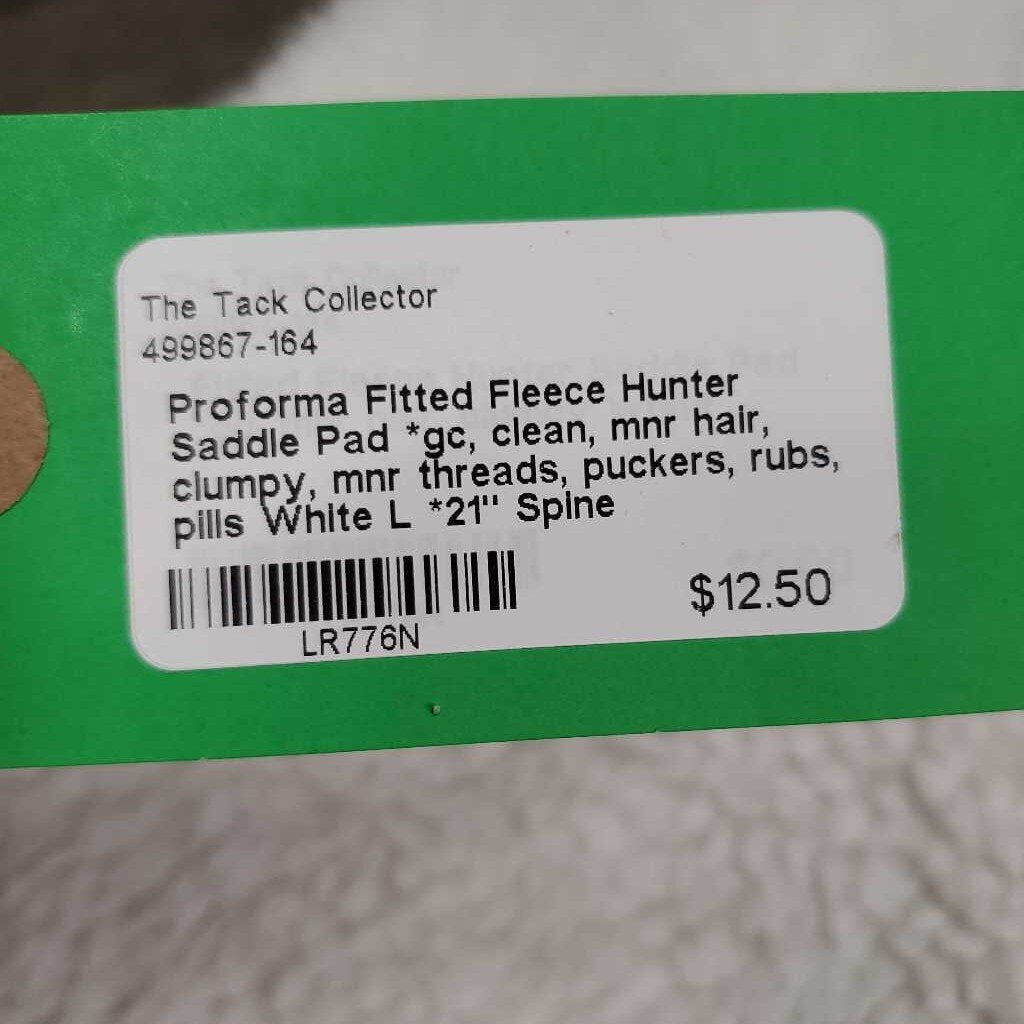 The Tack Collector
499867-164
Proforma Fitted Fleece Hunter
Saddle Pad *gc, clean, mnr hair,
clumpy, mnr threads, puckers, rubs,
pills White L *21" Spine
$12.50
LR776N